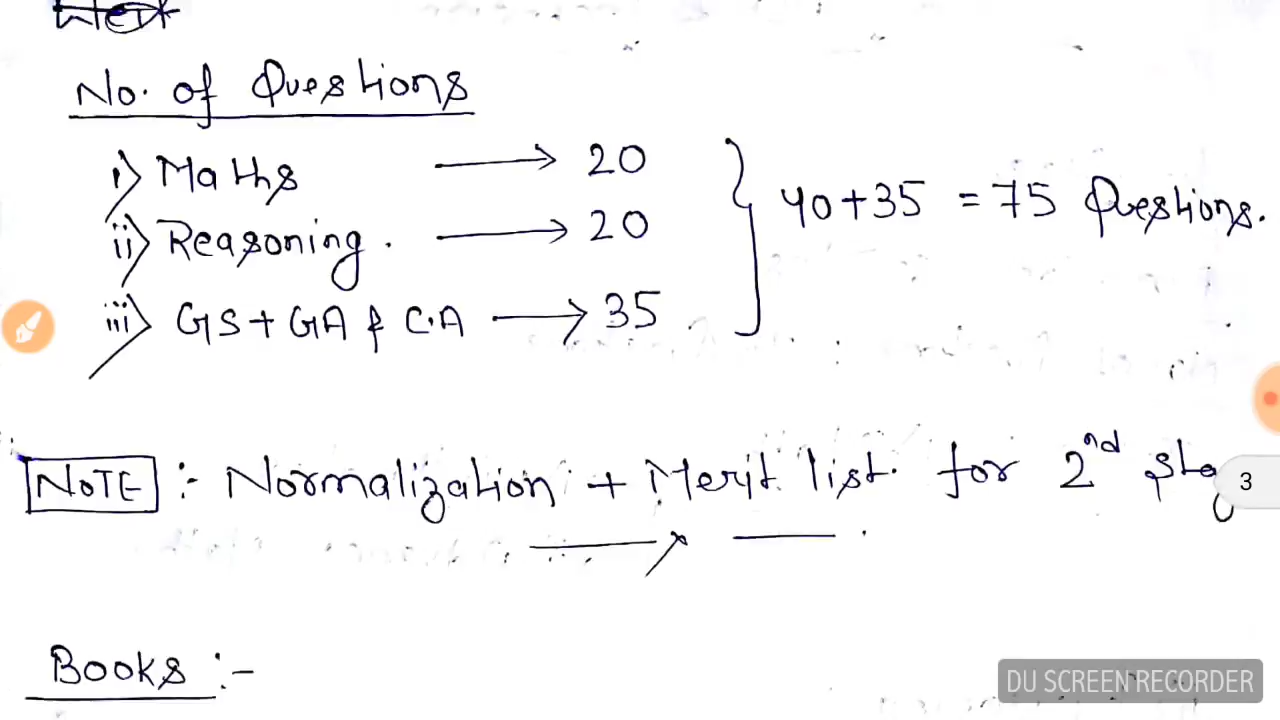 No. of Questions
i) Maths → 20
ii) Reasoning. → 20
iii) GS + GA & C.A → 35
} 40+35 = 75 Questions.
NOTE :- Normalization + Merit list for 2nd
3
Books :-
DU SCREEN RECORDER